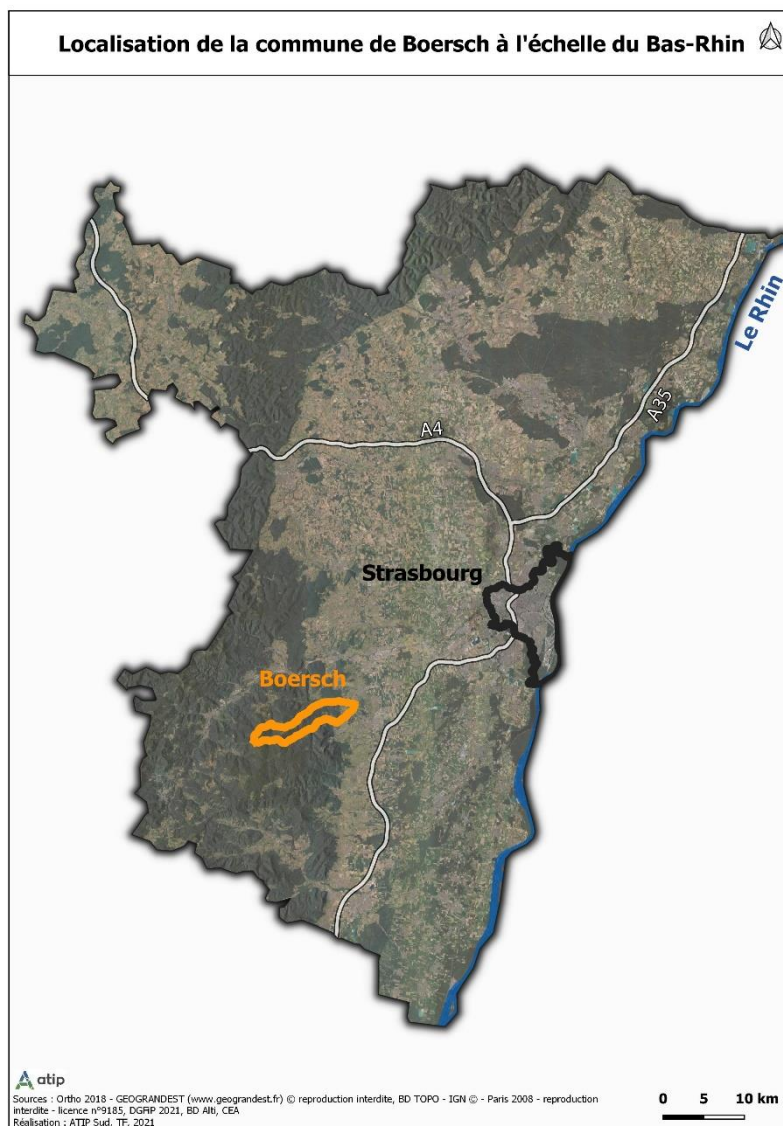 Localisation de la commune de Boersch à l'échelle du Bas-Rhin
Le Rhin
A35
A4
Strasbourg
Boersch
atip
Sources : Ortho 2018 - GEOGRANDEST (www.geograndest.fr) © reproduction interdite, BD TOPO - IGN © - Paris 2008 - reproduction
interdite - licence n°9185, DGFiP 2021, BD Alti, CEA
Réalisation : ATIP Sud, TF, 2021
0 5 10 km